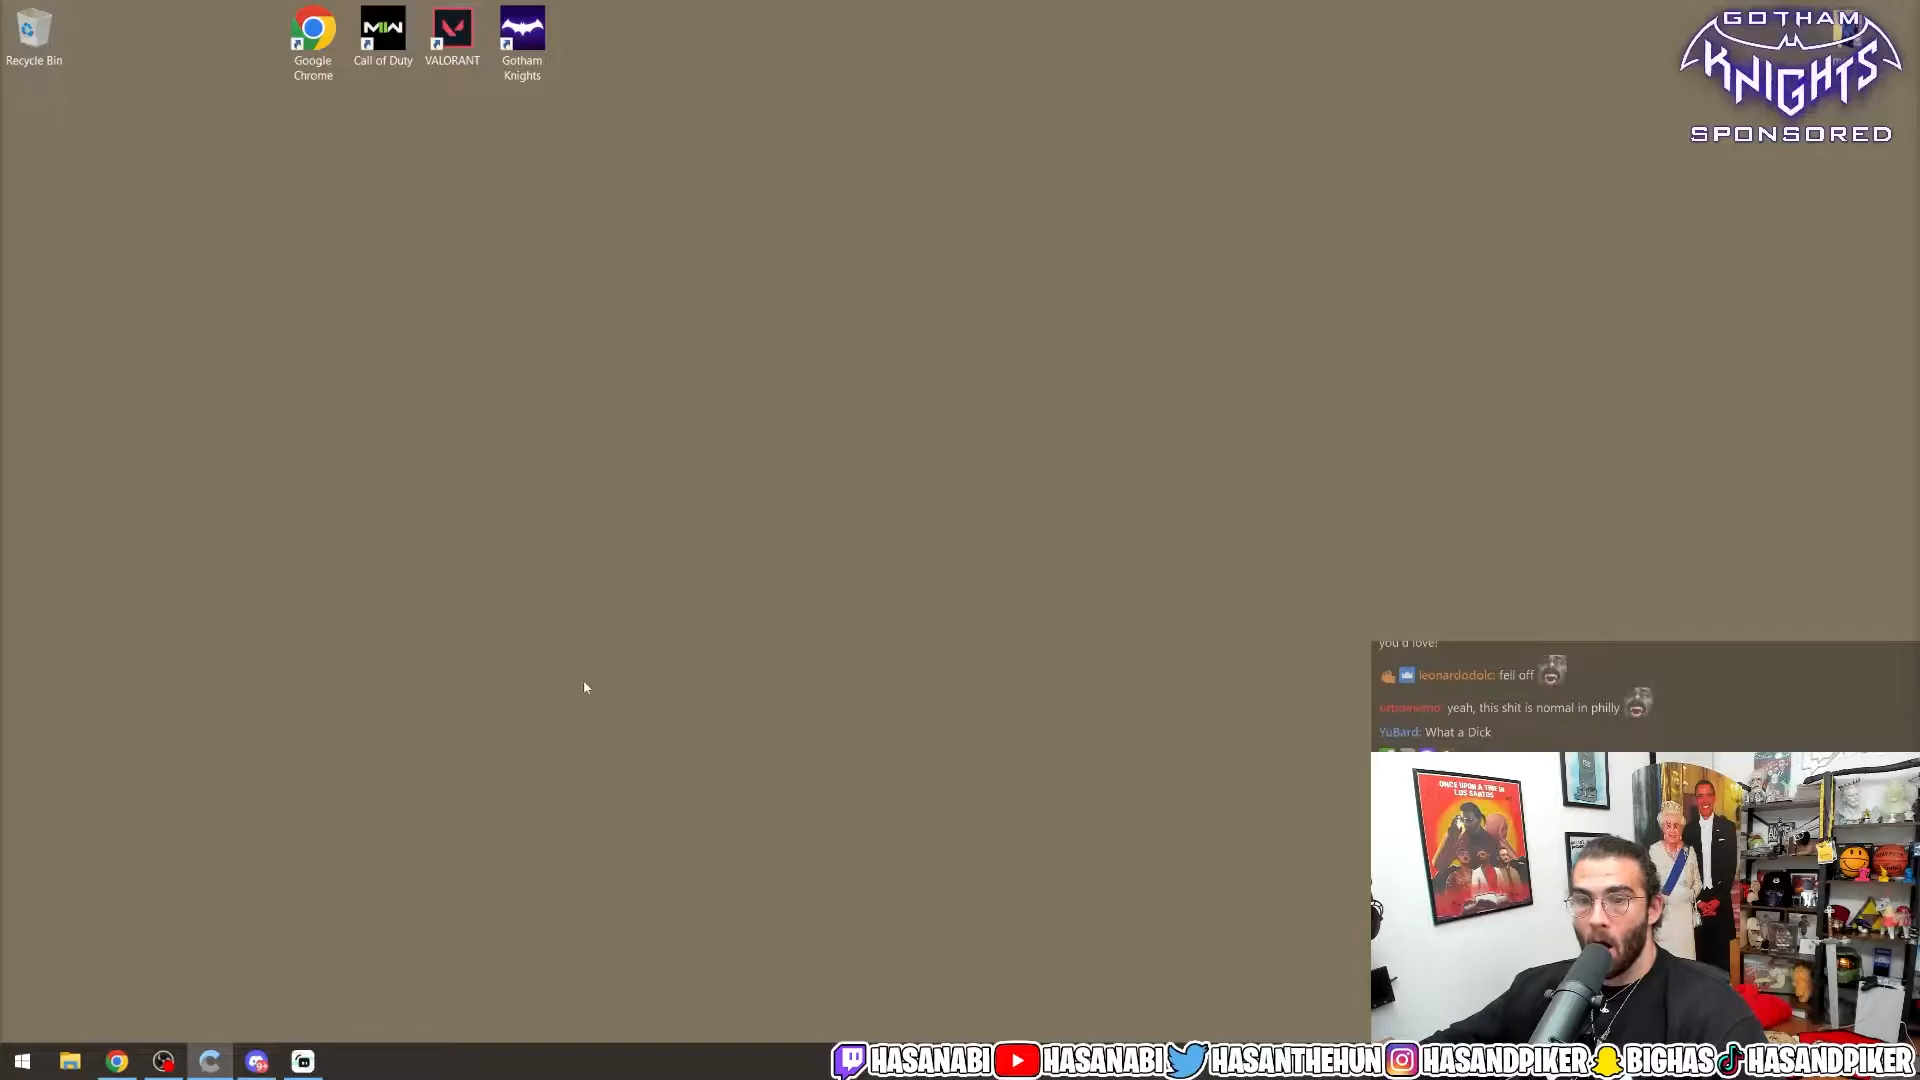 Recycle Bin
Google
Chrome
MW
Call of Duty
VALORANT
Gotham
Knights
GOTHAM
KNIGHTS
SPONSORED
you'd love!
leonardodolc: fell off
yeah, this shit is normal in philly
YuBard: What a Dick
ONCE UPON A TIME IN
LOS SANTOS
HASANABI HASANABI HASANTHEHUN HASANDPIKER BIGHAS HASANDPIKER